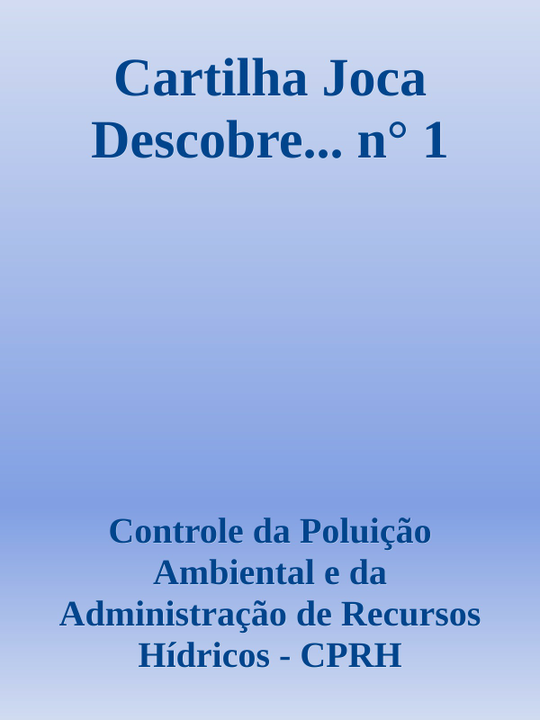 Cartilha Joca
Descobre... n° 1
Controle da Poluição
Ambiental e da
Administração de Recursos
Hídricos - CPRH